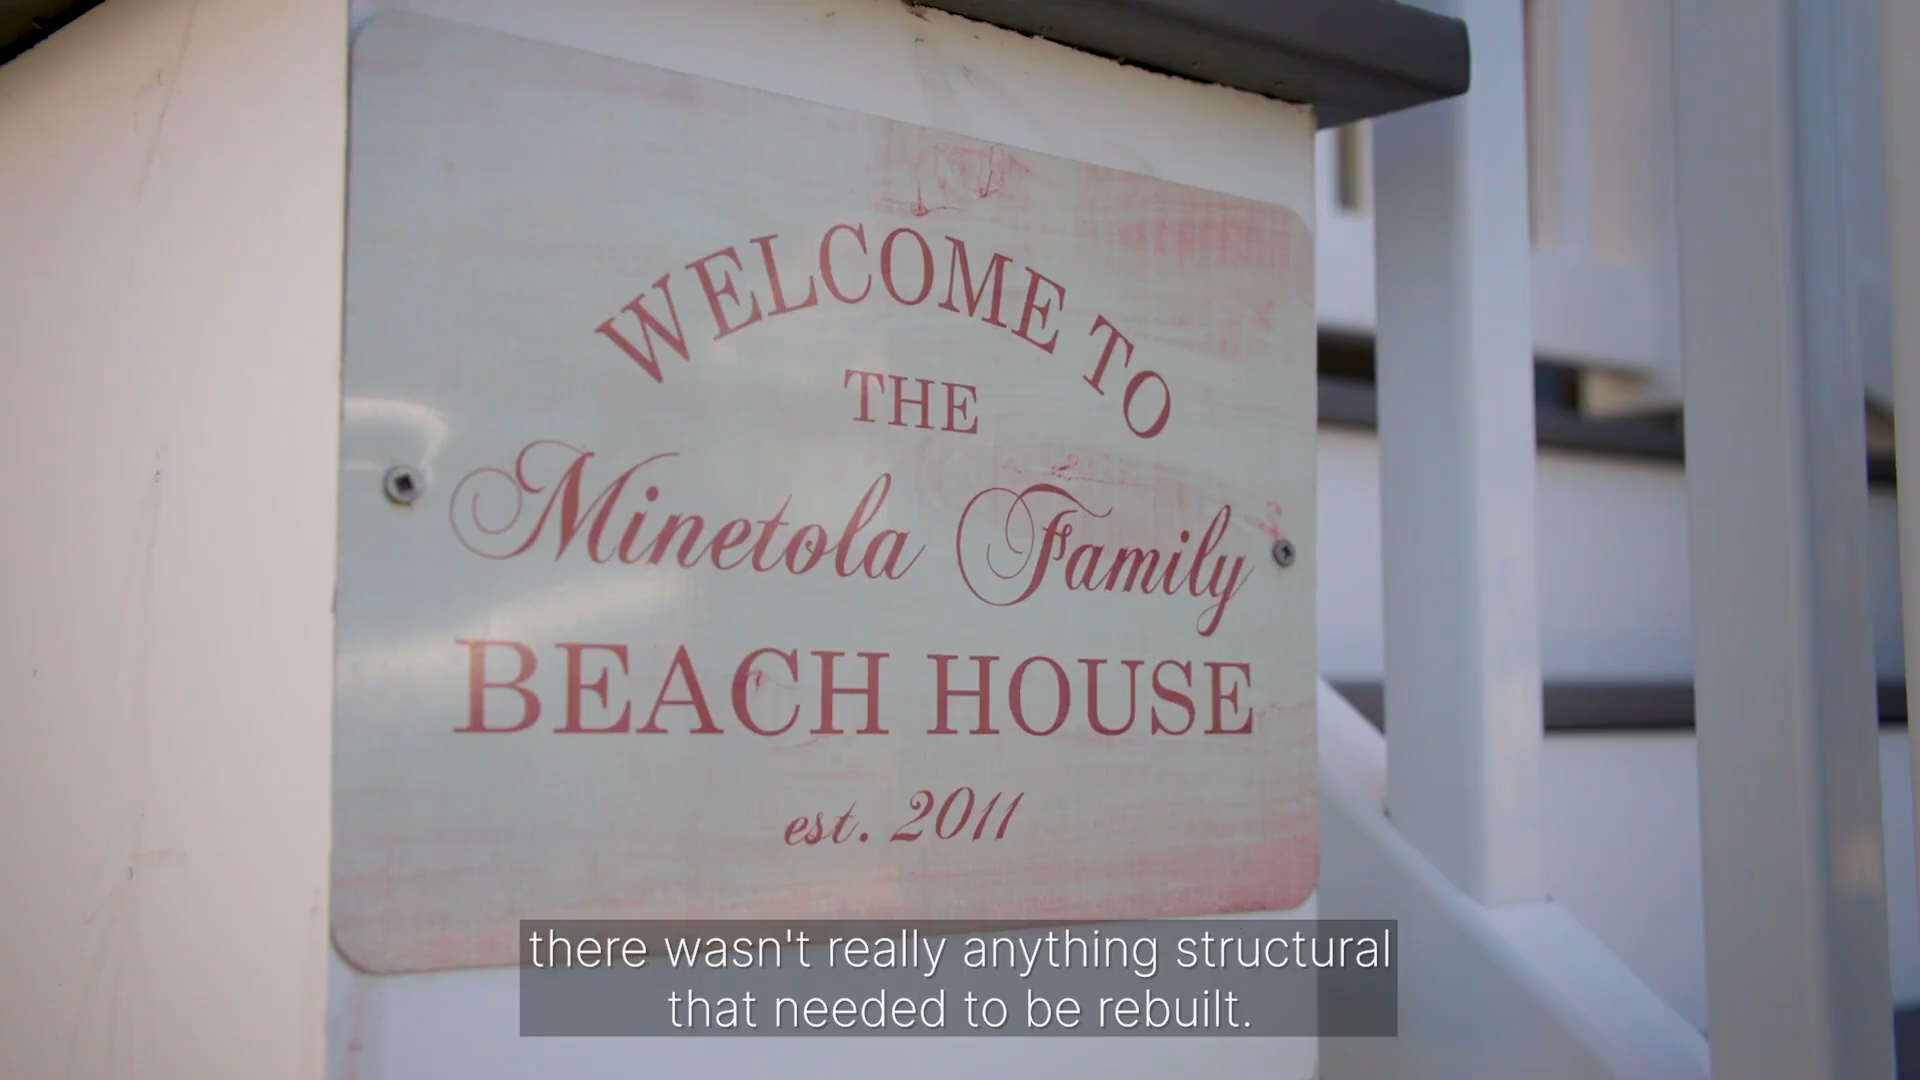 WELCOME TO
THE
Minetola Family
BEACH HOUSE
est. 2011
there wasn't really anything structural
that needed to be rebuilt.